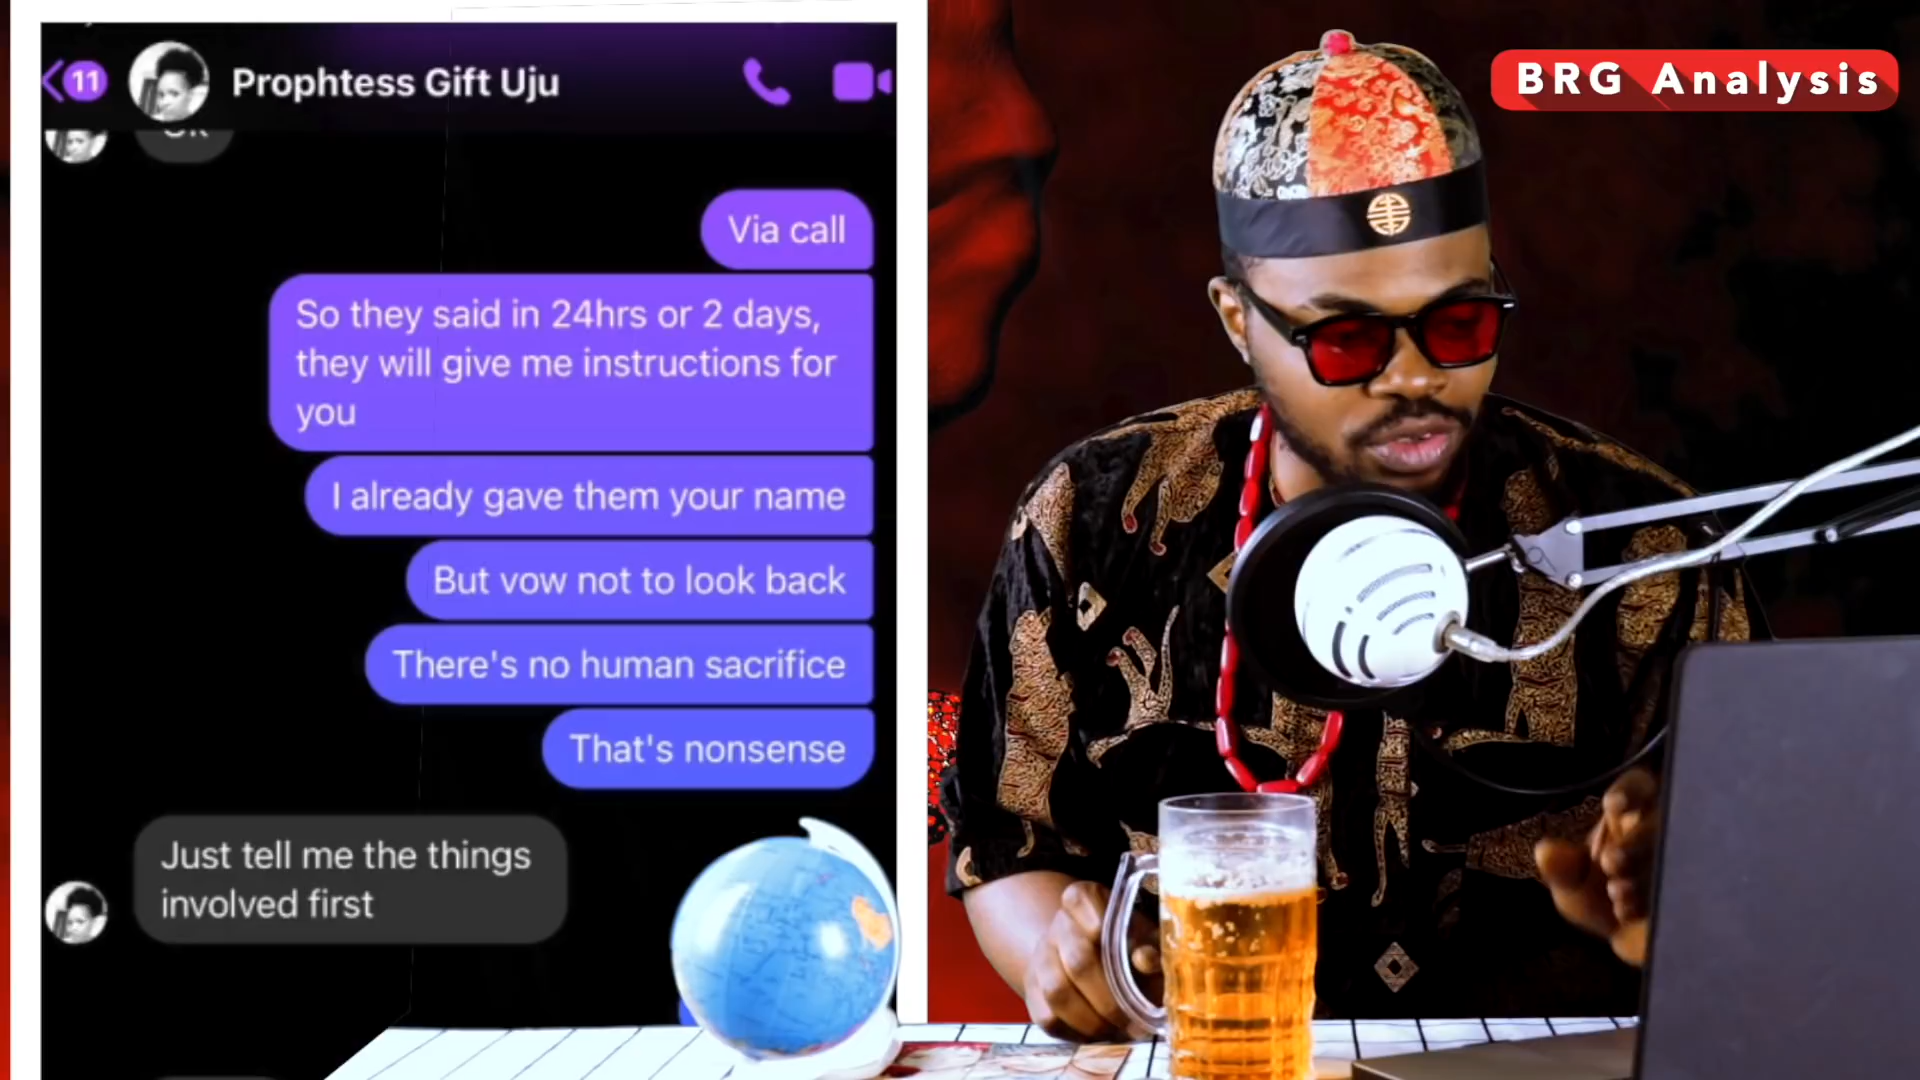 11
Prophtess Gift Uju
Via call
So they said in 24hrs or 2 days,
they will give me instructions for
you
I already gave them your name
But vow not to look back
There's no human sacrifice
That's nonsense
Just tell me the things
involved first
BRG Analysis